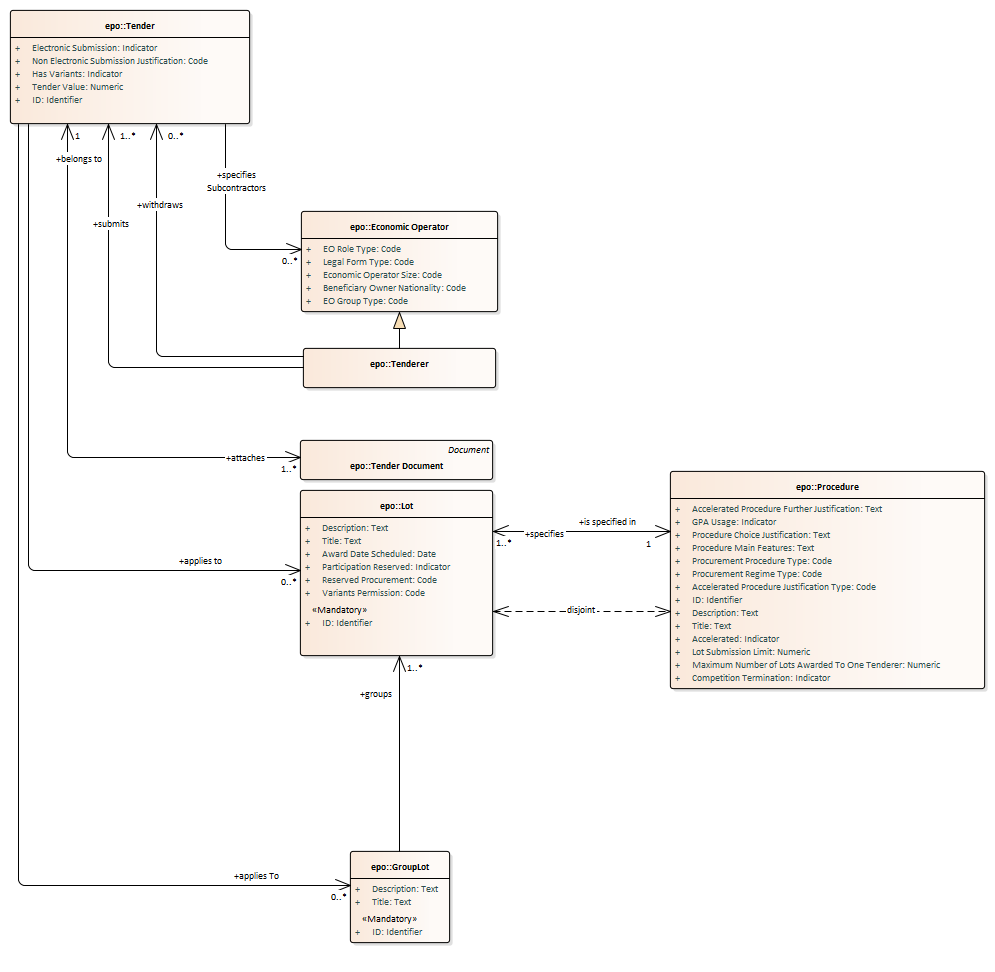 epo::Tender
+ Electronic Submission: Indicator
+ Non Electronic Submission Justification: Code
+ Has Variants: Indicator
+ Tender Value: Numeric
+ ID: Identifier
1
1..*
0..*
+belongs to
+submits
+withdraws
+specifies
Subcontractors
0..*
epo::Economic Operator
+ EO Role Type: Code
+ Legal Form Type: Code
+ Economic Operator Size: Code
+ Beneficiary Owner Nationality: Code
+ EO Group Type: Code
epo::Tenderer
Document
epo::Tender Document
+attaches
1..*
epo::Lot
+ Description: Text
+ Title: Text
+ Award Date Scheduled: Date
+ Participation Reserved: Indicator
+ Reserved Procurement: Code
+ Variants Permission: Code
«Mandatory»
+ ID: Identifier
+applies to
0..*
+is specified in
+specifies
1..*
1
disjoint
epo::Procedure
+ Accelerated Procedure Further Justification: Text
+ GPA Usage: Indicator
+ Procedure Choice Justification: Text
+ Procedure Main Features: Text
+ Procurement Procedure Type: Code
+ Procurement Regime Type: Code
+ Accelerated Procedure Justification Type: Code
+ ID: Identifier
+ Description: Text
+ Title: Text
+ Accelerated: Indicator
+ Lot Submission Limit: Numeric
+ Maximum Number of Lots Awarded To One Tenderer: Numeric
+ Competition Termination: Indicator
1..*
+groups
epo::GroupLot
+ Description: Text
+ Title: Text
«Mandatory»
+ ID: Identifier
+applies To
0..*